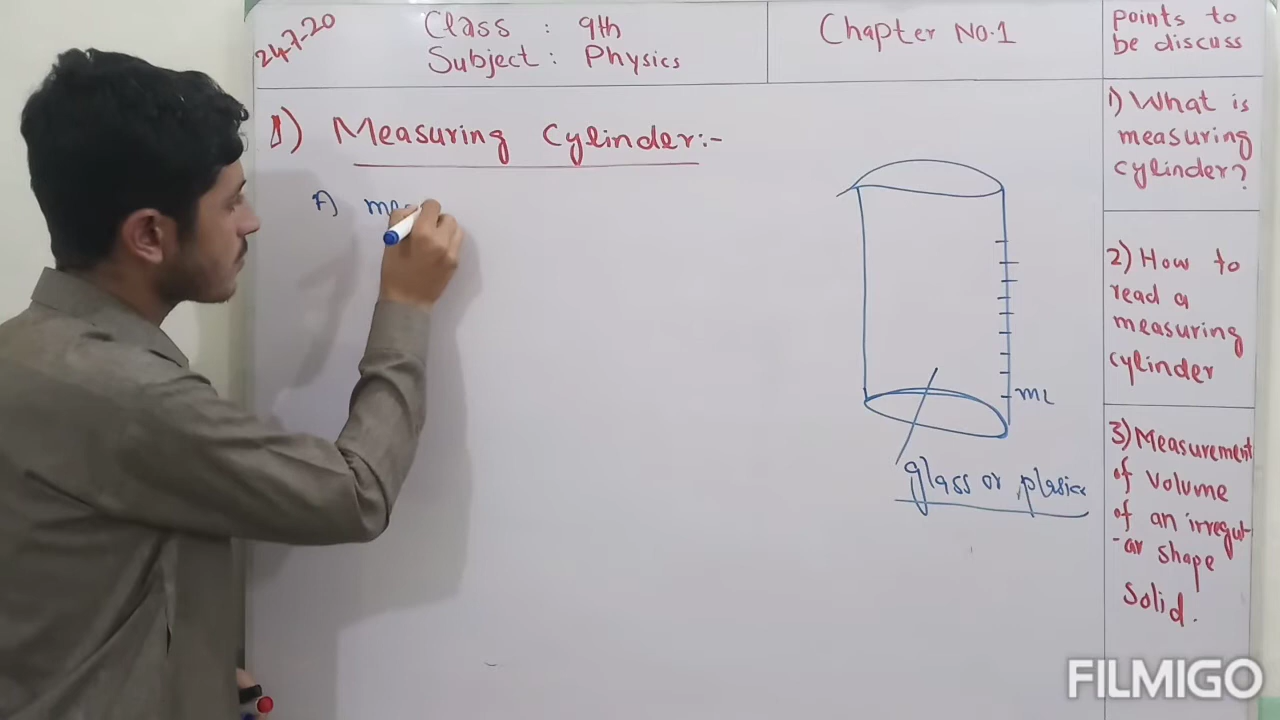 24-7-20
Class : 9th
Subject : Physics
Chapter No.1
points to
be discuss
1) What is
measuring
cylinder?
2) How to
read a
measuring
cylinder
3) Measurement
of volume
of an irregul-
-ar shape
solid.
1) Measuring Cylinder:-
A)
mL
glass or plasic
FILMIGO